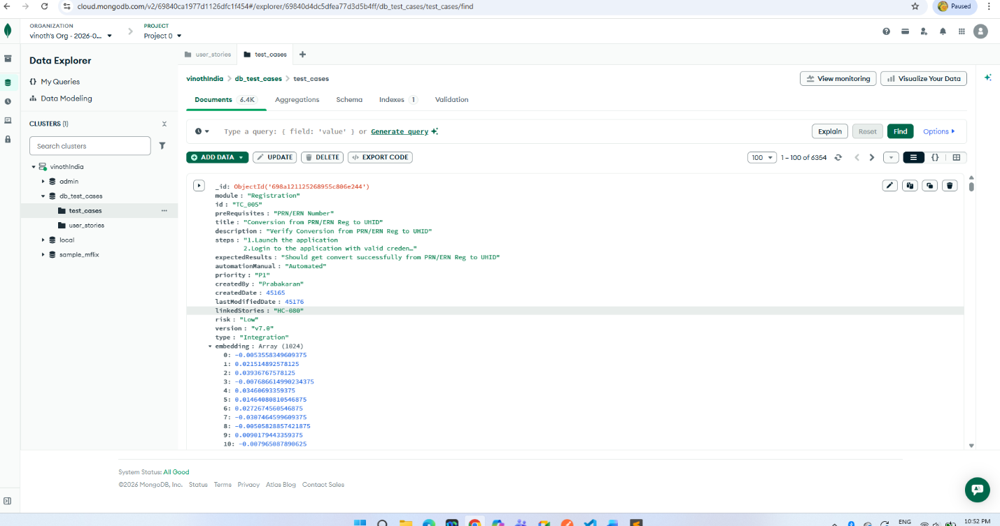 cloud.mongodb.com/v2/69840ca1977d1126dfc1f454#/explorer/69840d4dc5dfea77d3d5b4ff/db_test_cases/test_cases/find
Paused
ORGANIZATION
vinoth's Org - 2026-0...
PROJECT
Project 0
Data Explorer
My Queries
Data Modeling
CLUSTERS (1)
Search clusters
vinothIndia
admin
db_test_cases
test_cases
user_stories
local
sample_mflix
user_stories
test_cases
vinothIndia > db_test_cases > test_cases
View monitoring
Visualize Your Data
Documents 6.4K
Aggregations
Schema
Indexes 1
Validation
Type a query: { field: 'value' } or Generate query
Explain
Reset
Find
Options
ADD DATA
UPDATE
DELETE
EXPORT CODE
100
1 – 100 of 6354
_id: ObjectId('698a121125268955c806e244')
module : "Registration"
id : "TC_005"
preRequisites : "PRN/ERN Number"
title : "Conversion from PRN/ERN Reg to UHID"
description : "Verify Conversion from PRN/ERN Reg to UHID"
steps : "1.Launch the application
2.Login to the application with valid creden…"
expectedResults : "Should get convert successfully from PRN/ERN Reg to UHID"
automationManual : "Automated"
priority : "P1"
createdBy : "Prabakaran"
createdDate : 45165
lastModifiedDate : 45176
linkedStories : "HC-080"
risk : "Low"
version : "v7.0"
type : "Integration"
embedding : Array (1024)
0: -0.0053558349609375
1: 0.021514892578125
2: 0.03936767578125
3: -0.007686614990234375
4: 0.03460693359375
5: 0.01464080810546875
6: 0.0272674560546875
7: -0.0307464599609375
8: -0.00505828857421875
9: 0.0090179443359375
10: -0.007965087890625
System Status: All Good
©2026 MongoDB, Inc. Status Terms Privacy Atlas Blog Contact Sales
ENG
10:52 PM